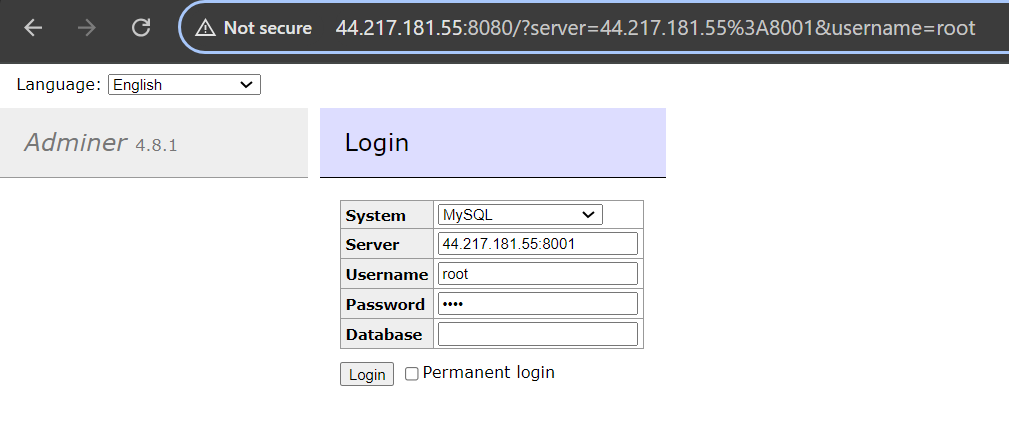 Not secure 44.217.181.55:8080/?server=44.217.181.55%3A8001&username=root
Language: English
Adminer 4.8.1
Login
System MySQL
Server 44.217.181.55:8001
Username root
Password ••••
Database
Login Permanent login